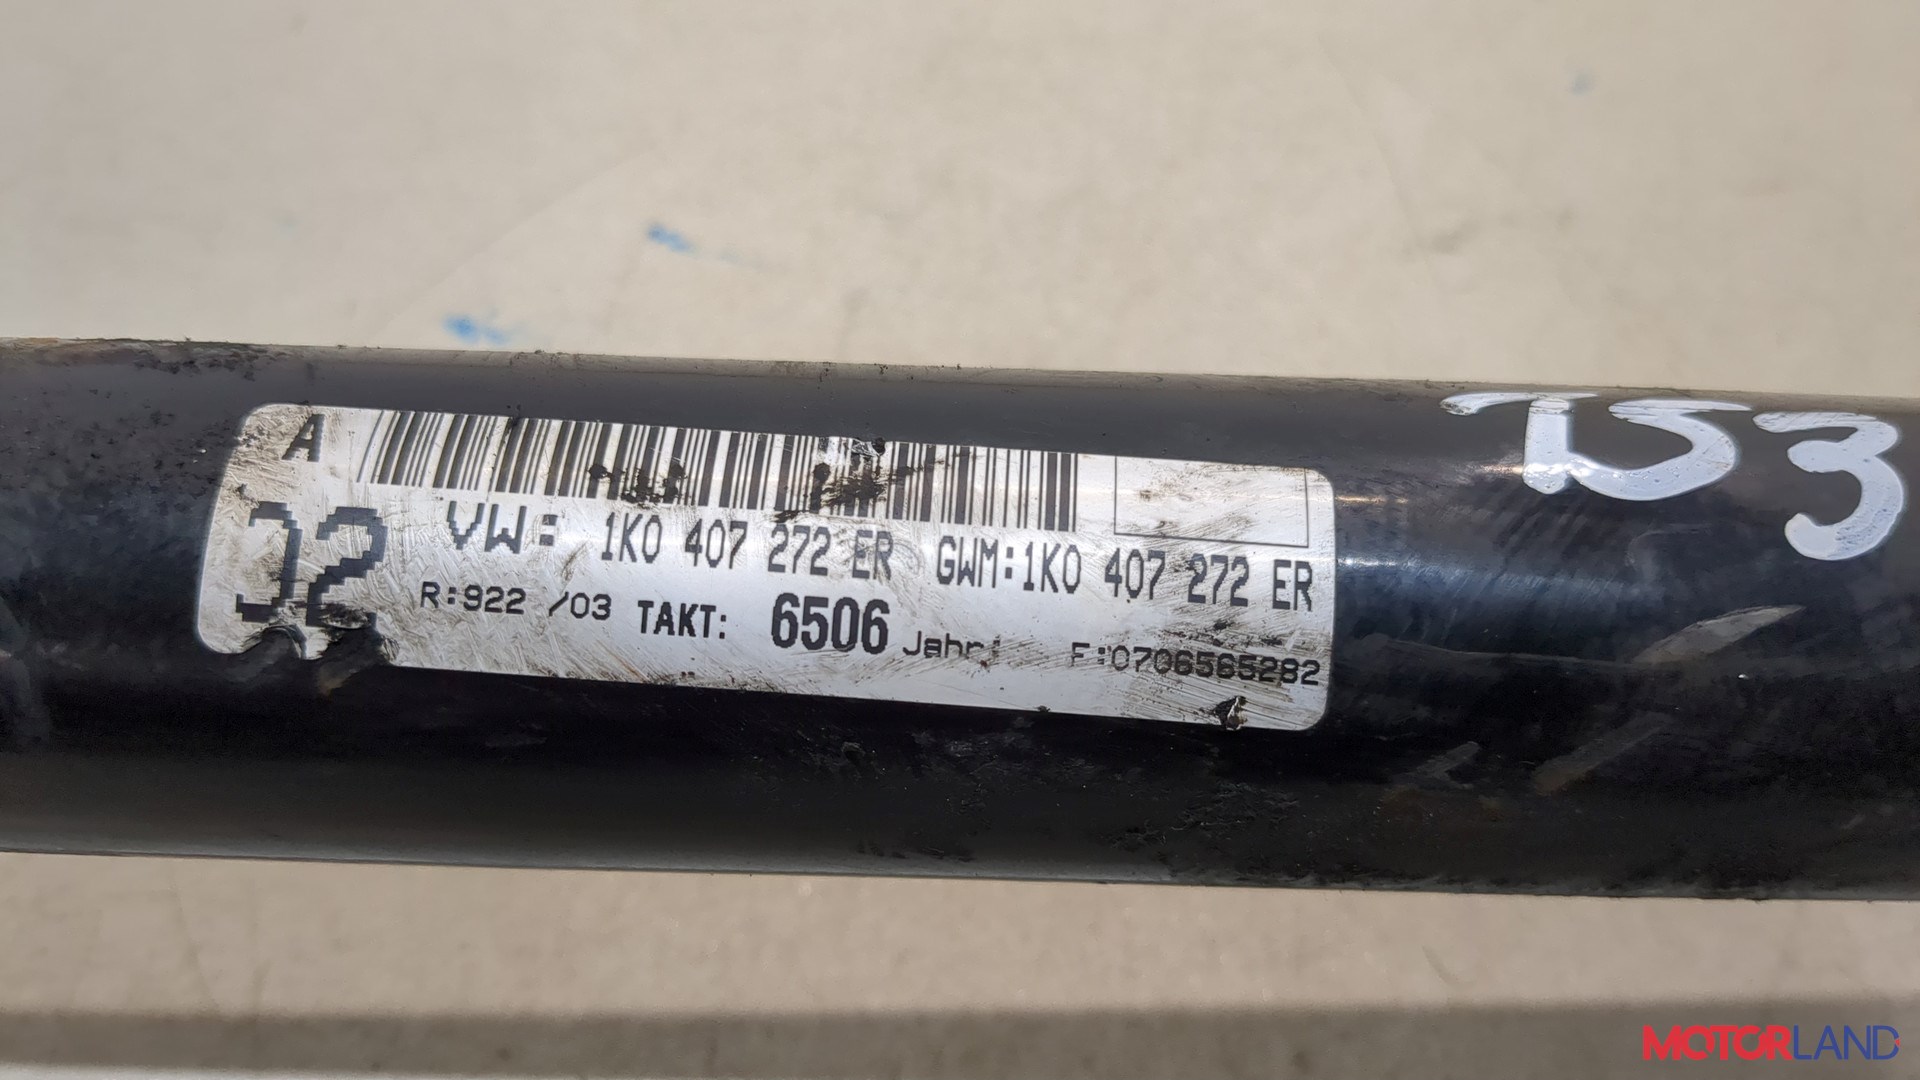 A
02
VW: 1K0 407 272 ER GWM:1K0 407 272 ER
R:922 /03 TAKT: 6506 Jahr: F:0706565282
753
MOTORLAND